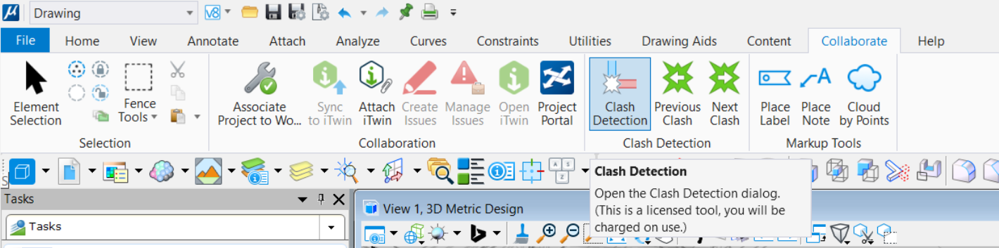 Drawing V8
File Home View Annotate Attach Analyze Curves Constraints Utilities Drawing Aids Content Collaborate Help
Element Selection
Fence Tools
Associate Project to Wo...
Sync to iTwin
Attach iTwin
Create Issues
Manage Issues
Open iTwin
Project Portal
Clash Detection
Previous Clash
Next Clash
Place Label
Place Note
Cloud by Points
Selection Collaboration Clash Detection Markup Tools
A S
Z
Clash Detection
Open the Clash Detection dialog.
(This is a licensed tool, you will be
charged on use.)
Tasks
View 1, 3D Metric Design
Tasks